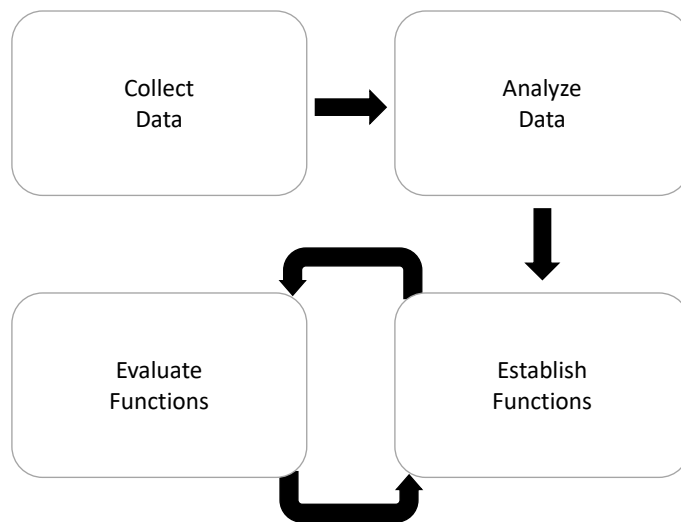 Collect
Data
Analyze
Data
Evaluate
Functions
Establish
Functions